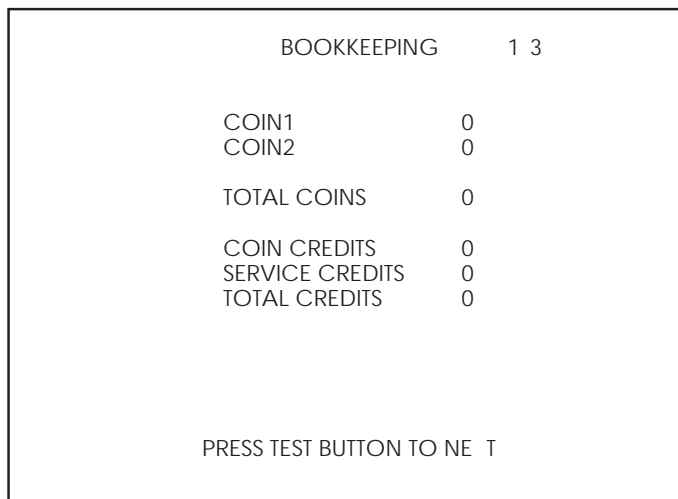 BOOKKEEPING 1 3
COIN1 0
COIN2 0
TOTAL COINS 0
COIN CREDITS 0
SERVICE CREDITS 0
TOTAL CREDITS 0
PRESS TEST BUTTON TO NE T